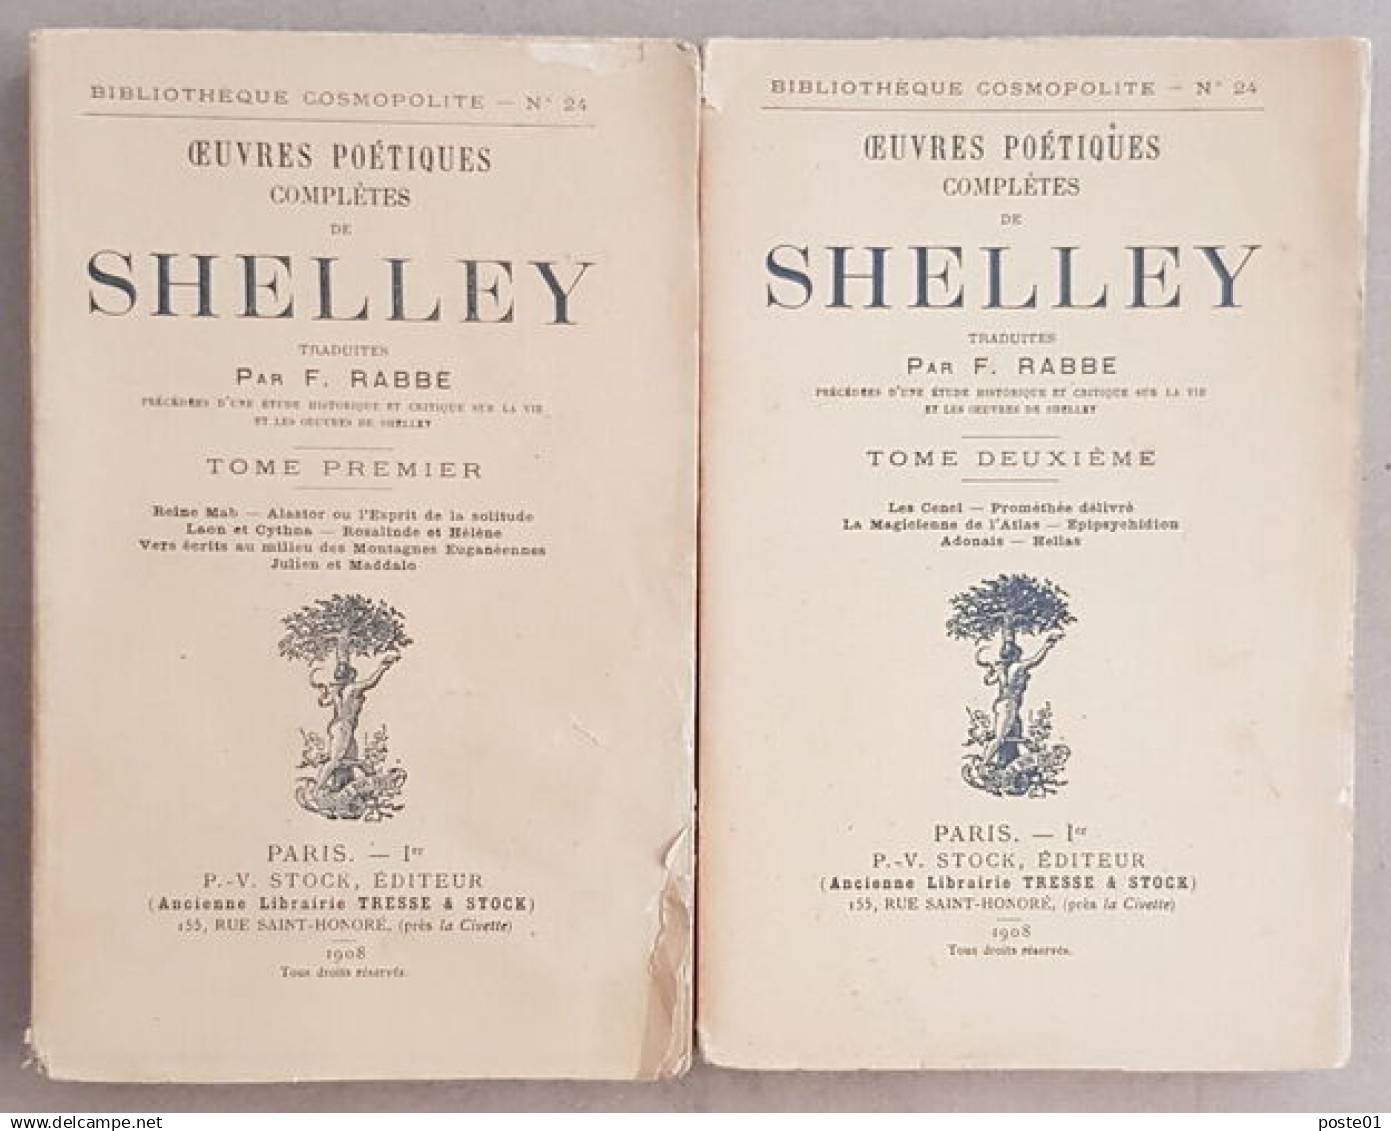 BIBLIOTHÈQUE COSMOPOLITE — N° 24
ŒUVRES POÉTIQUES
COMPLÈTES
DE
SHELLEY
TRADUITES
PAR F. RABBE
PRÉCÉDÉES D'UNE ÉTUDE HISTORIQUE ET CRITIQUE SUR LA VIE
ET LES OEUVRES DE SHELLEY
TOME PREMIER
Reine Mab — Alastor ou l'Esprit de la solitude
Laon et Cythna — Rosalinde et Hélène
Vers écrits au milieu des Montagnes Euganéennes
Julien et Maddalo
PARIS. — Ier
P.-V. STOCK, ÉDITEUR
(Ancienne Librairie TRESSE & STOCK)
155, RUE SAINT-HONORÉ, (près la Civette)
1908
Tous droits réservés.
BIBLIOTHÈQUE COSMOPOLITE — N° 24
ŒUVRES POÉTIQUES
COMPLÈTES
DE
SHELLEY
TRADUITES
PAR F. RABBE
PRÉCÉDÉES D'UNE ÉTUDE HISTORIQUE ET CRITIQUE SUR LA VIE
ET LES OEUVRES DE SHELLEY
TOME DEUXIÈME
Les Cenci — Prométhée délivré
La Magicienne de l'Atlas — Epipsychidion
Adonais — Hellas
PARIS. — Ier
P.-V. STOCK, ÉDITEUR
(Ancienne Librairie TRESSE & STOCK)
155, RUE SAINT-HONORÉ, (près la Civette)
1908
Tous droits réservés.
www.delcampe.net
poste01